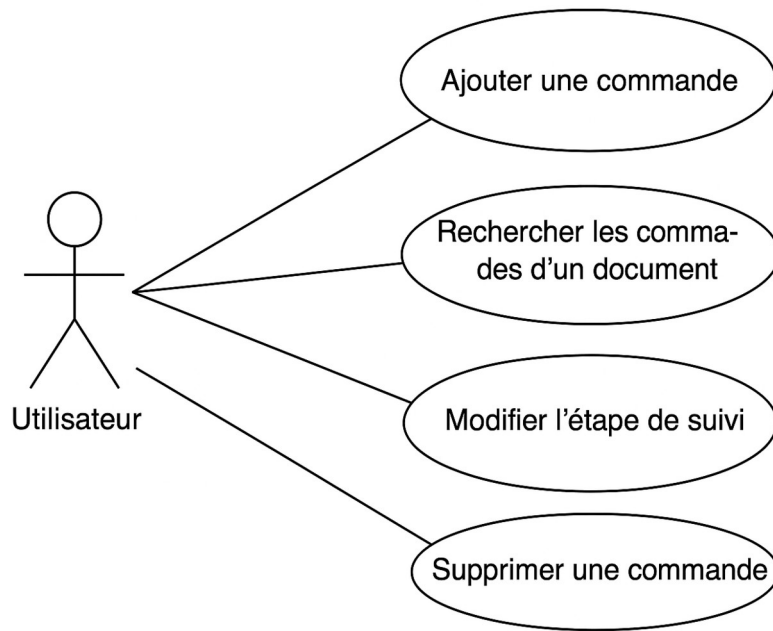 Ajouter une commande
Rechercher les comma-
des d'un document
Utilisateur
Modifier l'étape de suivi
Supprimer une commande